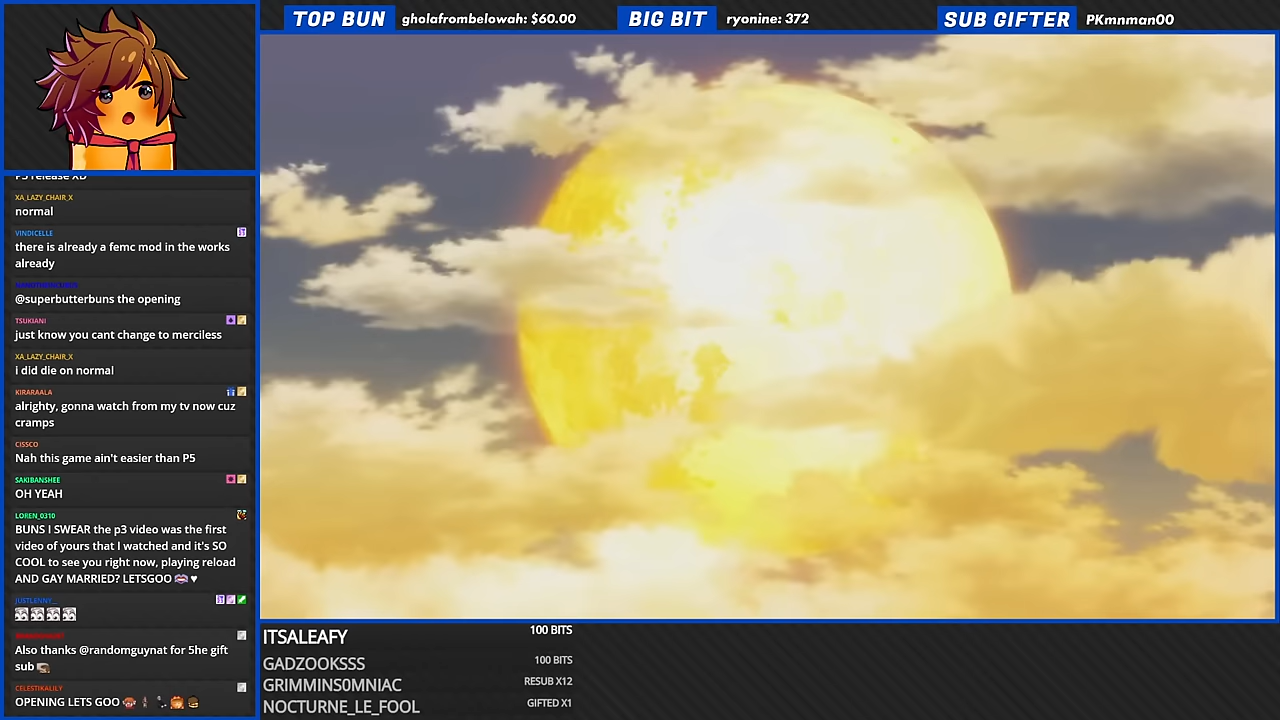 TOP BUN gholafrombelowah: $60.00 BIG BIT ryonine: 372 SUB GIFTER PKmnman00
P5 release XD
XA_LAZY_CHAIR_X
normal
VINDICELLE
there is already a femc mod in the works
already
@superbutterbuns the opening
TSUKIANI
just know you cant change to merciless
XA_LAZY_CHAIR_X
i did die on normal
KIRARAALA
alrighty, gonna watch from my tv now cuz
cramps
CISSCO
Nah this game ain't easier than P5
SAKIBANSHEE
OH YEAH
LOREN_0310
BUNS I SWEAR the p3 video was the first
video of yours that I watched and it's SO
COOL to see you right now, playing reload
AND GAY MARRIED? LETSGOO
JUSTLENNY_
Also thanks @randomguynat for 5he gift
sub
CELESTIKALILY
OPENING LETS GOO
ITSALEAFY 100 BITS
GADZOOKSSS 100 BITS
GRIMMINS0MNIAC RESUB X12
NOCTURNE_LE_FOOL GIFTED X1